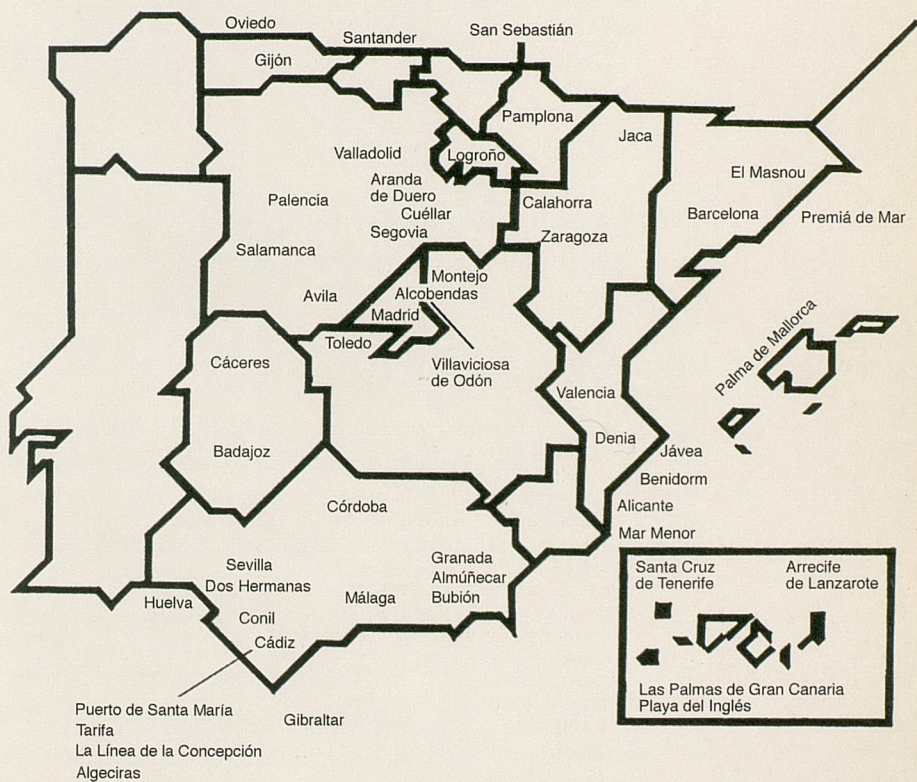 Oviedo
Santander
San Sebastián
Gijón
Pamplona
Jaca
Valladolid
Logroño
El Masnou
Aranda
de Duero
Palencia
Cuéllar
Calahorra
Barcelona
Premiá de Mar
Segovia
Zaragoza
Salamanca
Montejo
Avila
Alcobendas
Madrid
Toledo
Palma de Mallorca
Cáceres
Villaviciosa
de Odón
Valencia
Denia
Badajoz
Jávea
Benidorm
Córdoba
Alicante
Mar Menor
Sevilla
Granada
Dos Hermanas
Almúñecar
Huelva
Málaga
Bubión
Conil
Cádiz
Santa Cruz
de Tenerife
Arrecife
de Lanzarote
Las Palmas de Gran Canaria
Playa del Inglés
Puerto de Santa María
Tarifa
La Línea de la Concepción
Algeciras
Gibraltar